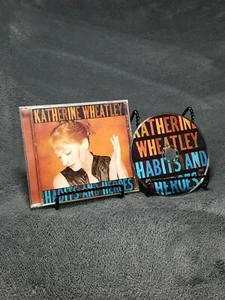 KATHERINE WHEATLEY
HABITS AND HEROES
KATHERINE
WHEATLEY
HABITS AND
HEROES